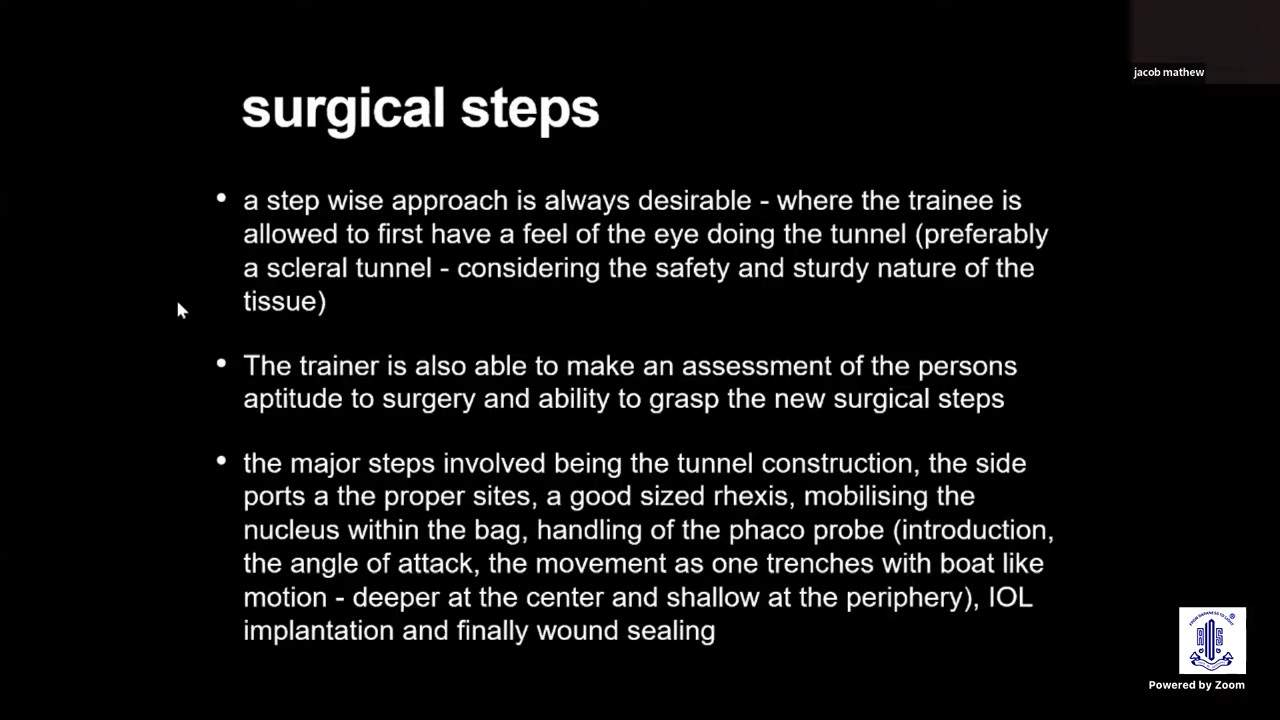 jacob mathew
surgical steps
• a step wise approach is always desirable - where the trainee is
allowed to first have a feel of the eye doing the tunnel (preferably
a scleral tunnel - considering the safety and sturdy nature of the
tissue)
• The trainer is also able to make an assessment of the persons
aptitude to surgery and ability to grasp the new surgical steps
• the major steps involved being the tunnel construction, the side
ports a the proper sites, a good sized rhexis, mobilising the
nucleus within the bag, handling of the phaco probe (introduction,
the angle of attack, the movement as one trenches with boat like
motion - deeper at the center and shallow at the periphery), IOL
implantation and finally wound sealing
Powered by Zoom